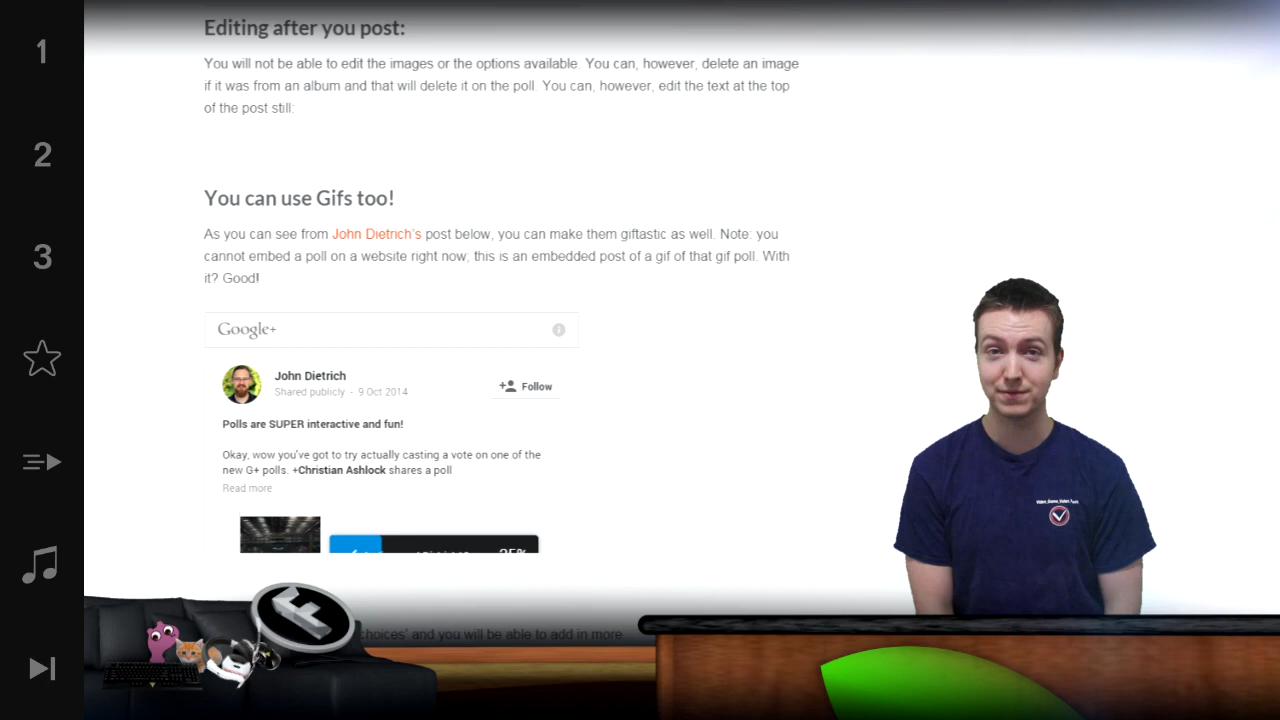 1
2
3
Editing after you post:
You will not be able to edit the images or the options available. You can, however, delete an image
if it was from an album and that will delete it on the poll. You can, however, edit the text at the top
of the post still:
You can use Gifs too!
As you can see from John Dietrich's post below, you can make them giftastic as well. Note: you
cannot embed a poll on a website right now; this is an embedded post of a gif of that gif poll. With
it? Good!
Google+
John Dietrich
Shared publicly - 9 Oct 2014
Follow
Polls are SUPER interactive and fun!
Okay, wow you've got to try actually casting a vote on one of the
new G+ polls. +Christian Ashlock shares a poll
Read more
choices' and you will be able to add in more